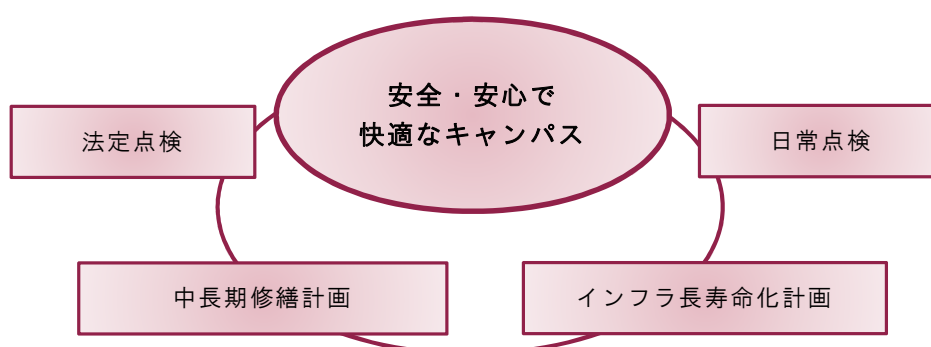 安全・安心で
快適なキャンパス
法定点検
日常点検
中長期修繕計画
インフラ長寿命化計画